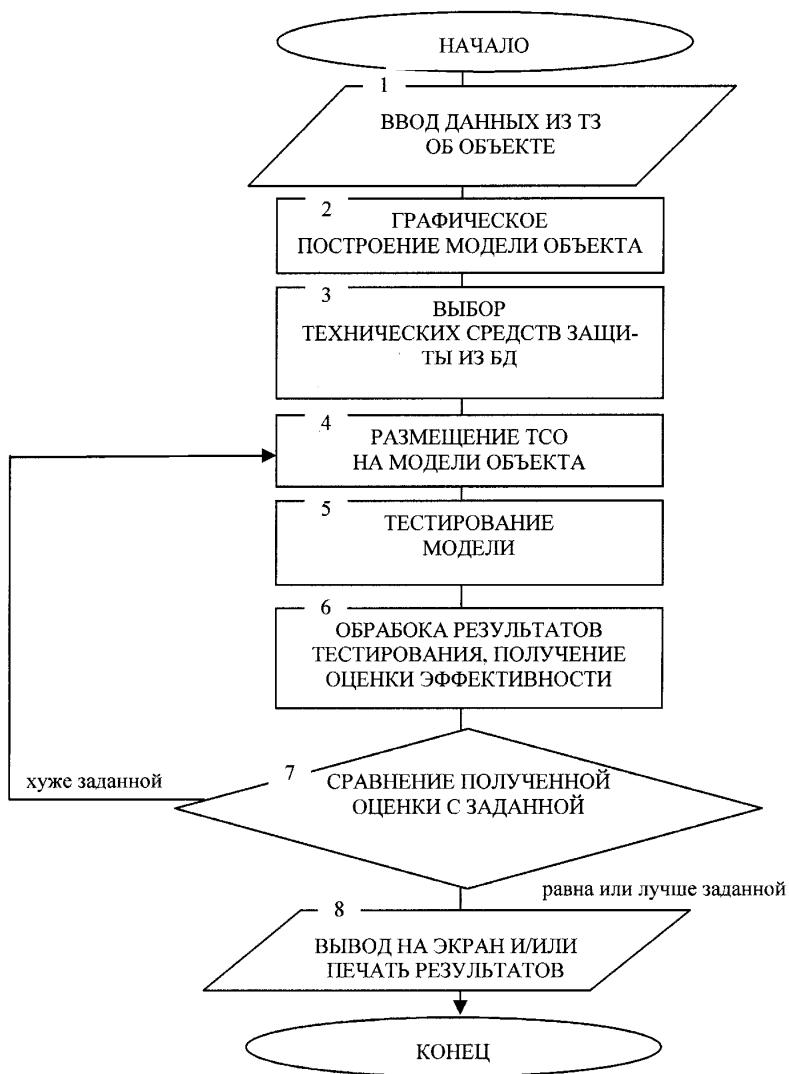 НАЧАЛО
1
ВВОД ДАННЫХ ИЗ ТЗ
ОБ ОБЪЕКТЕ
2
ГРАФИЧЕСКОЕ
ПОСТРОЕНИЕ МОДЕЛИ ОБЪЕКТА
3
ВЫБОР
ТЕХНИЧЕСКИХ СРЕДСТВ ЗАЩИ-
ТЫ ИЗ БД
4
РАЗМЕЩЕНИЕ ТСО
НА МОДЕЛИ ОБЪЕКТА
5
ТЕСТИРОВАНИЕ
МОДЕЛИ
6
ОБРАБОКА РЕЗУЛЬТАТОВ
ТЕСТИРОВАНИЯ, ПОЛУЧЕНИЕ
ОЦЕНКИ ЭФФЕКТИВНОСТИ
7
СРАВНЕНИЕ ПОЛУЧЕННОЙ
ОЦЕНКИ С ЗАДАННОЙ
хуже заданной
равна или лучше заданной
8
ВЫВОД НА ЭКРАН И/ИЛИ
ПЕЧАТЬ РЕЗУЛЬТАТОВ
КОНЕЦ